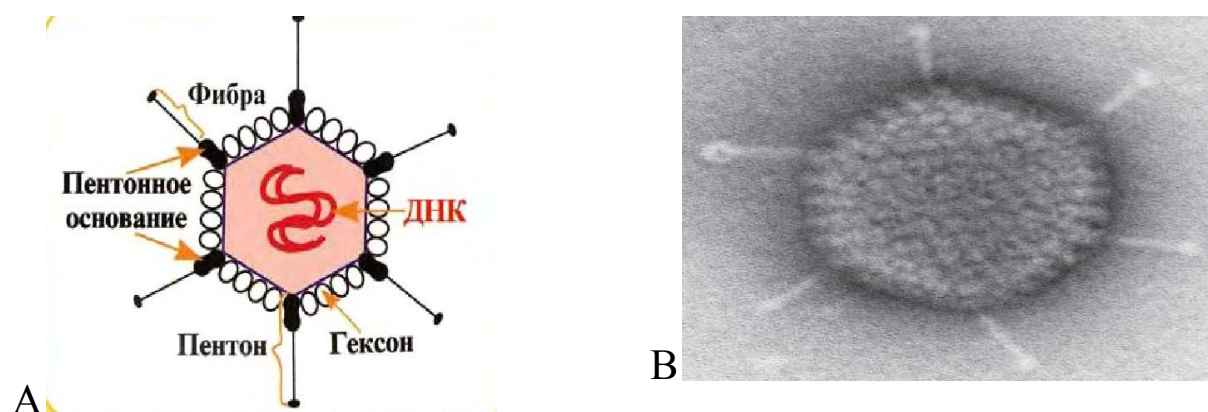 Фибра
Пентонное
основание
ДНК
Пентон
Гексон
А
В